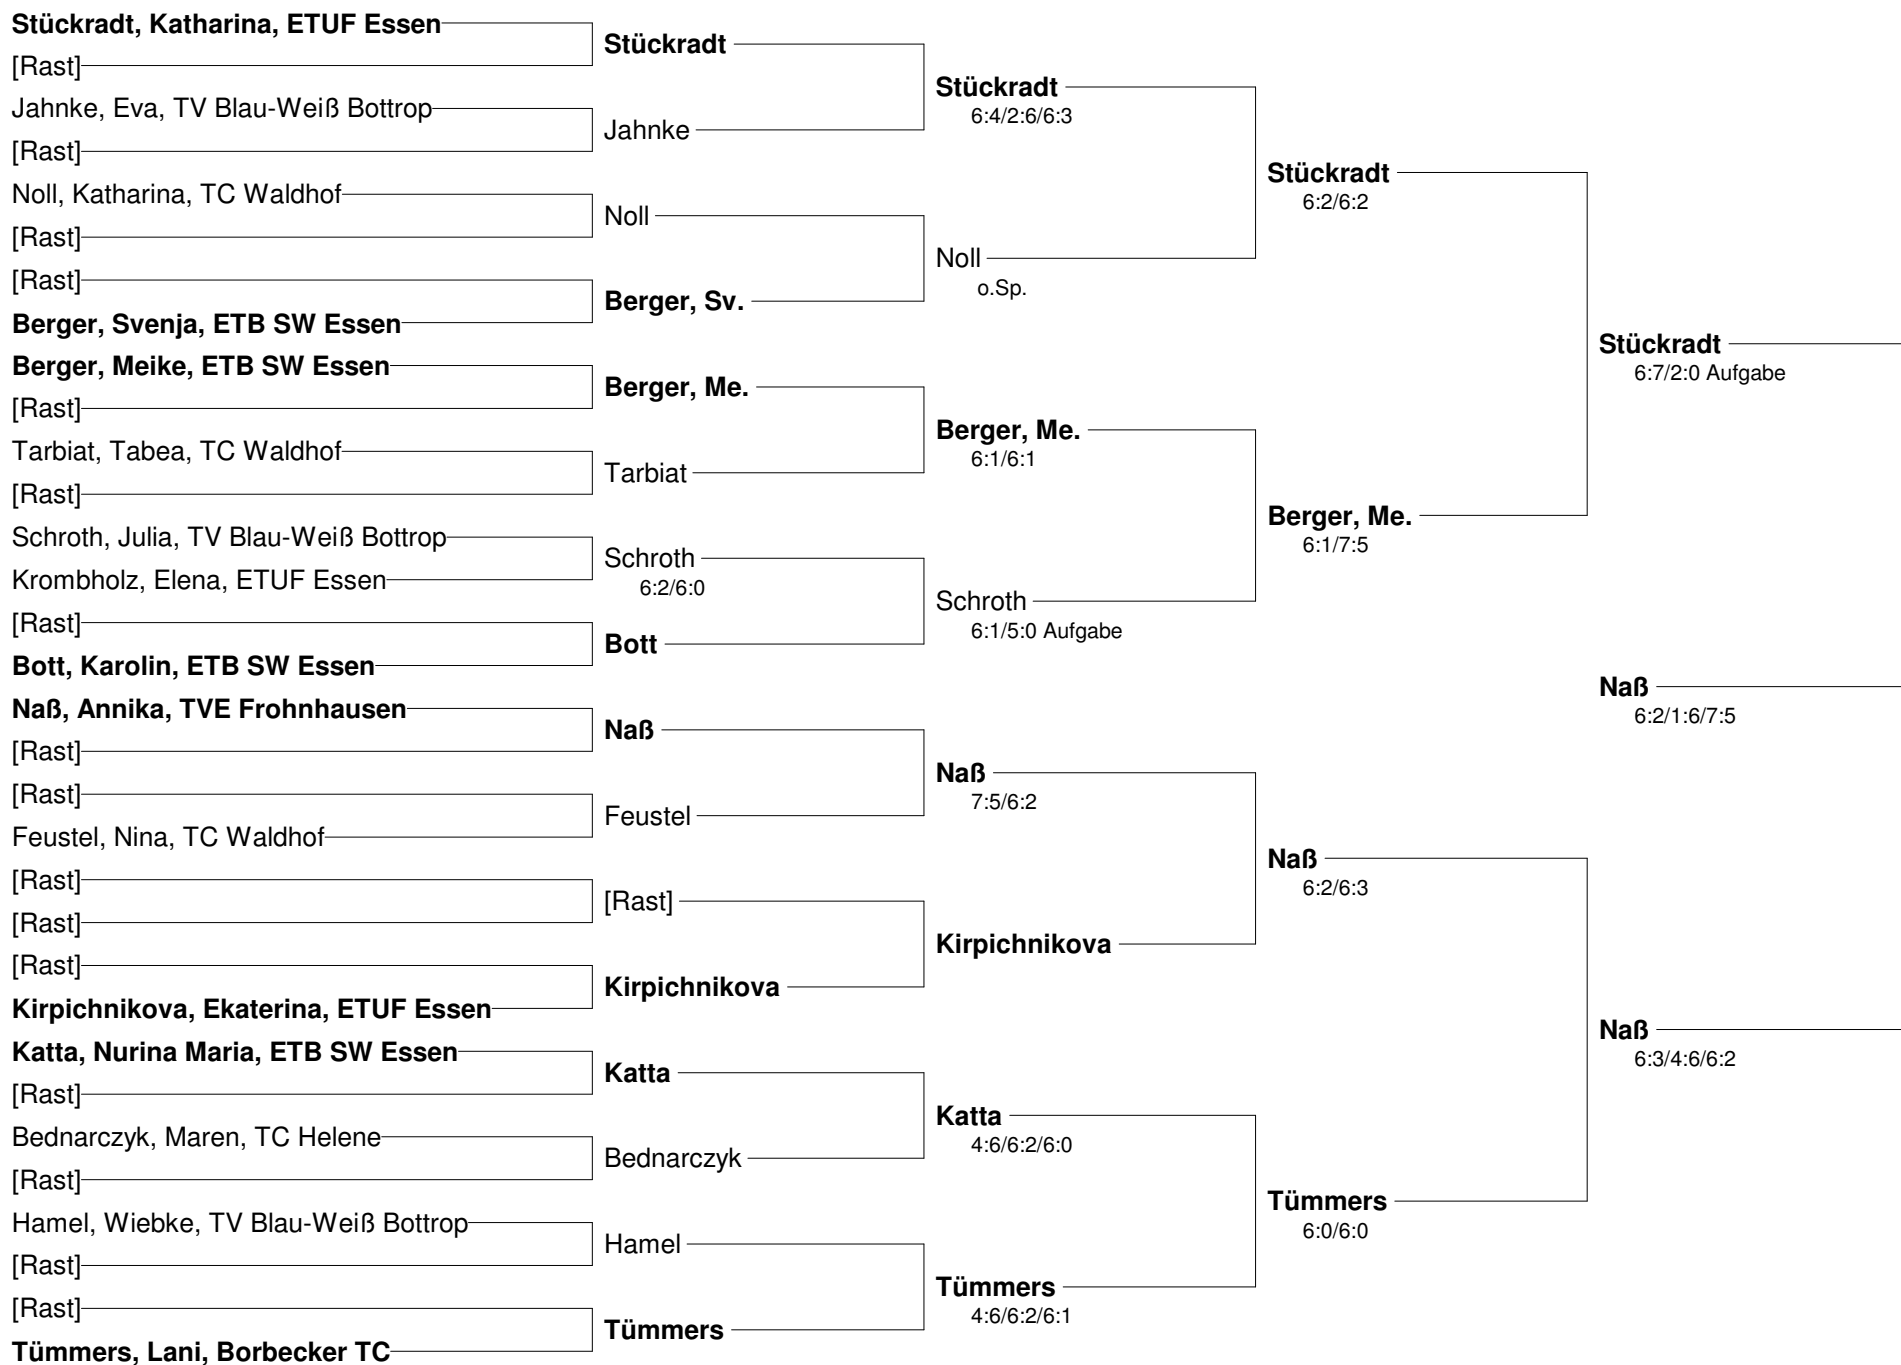 Stückradt, Katharina, ETUF Essen
[Rast]
Jahnke, Eva, TV Blau-Weiß Bottrop
[Rast]
Noll, Katharina, TC Waldhof
[Rast]
[Rast]
Berger, Svenja, ETB SW Essen
Berger, Meike, ETB SW Essen
[Rast]
Tarbiat, Tabea, TC Waldhof
[Rast]
Schroth, Julia, TV Blau-Weiß Bottrop
Krombholz, Elena, ETUF Essen
[Rast]
Bott, Karolin, ETB SW Essen
Naß, Annika, TVE Frohnhausen
[Rast]
[Rast]
Feustel, Nina, TC Waldhof
[Rast]
[Rast]
[Rast]
Kirpichnikova, Ekaterina, ETUF Essen
Katta, Nurina Maria, ETB SW Essen
[Rast]
Bednarczyk, Maren, TC Helene
[Rast]
Hamel, Wiebke, TV Blau-Weiß Bottrop
[Rast]
[Rast]
Tümmers, Lani, Borbecker TC
Stückradt
Jahnke
Noll
Berger, Sv.
Berger, Me.
Tarbiat
Schroth
6:2/6:0
Bott
Naß
Feustel
[Rast]
Kirpichnikova
Katta
Bednarczyk
Hamel
Tümmers
Stückradt
6:4/2:6/6:3
Noll
o.Sp.
Berger, Me.
6:1/6:1
Schroth
6:1/5:0 Aufgabe
Naß
7:5/6:2
Kirpichnikova
Katta
4:6/6:2/6:0
Tümmers
4:6/6:2/6:1
Stückradt
6:2/6:2
Berger, Me.
6:1/7:5
Naß
6:2/6:3
Tümmers
6:0/6:0
Stückradt
6:7/2:0 Aufgabe
Naß
6:2/1:6/7:5
Naß
6:3/4:6/6:2